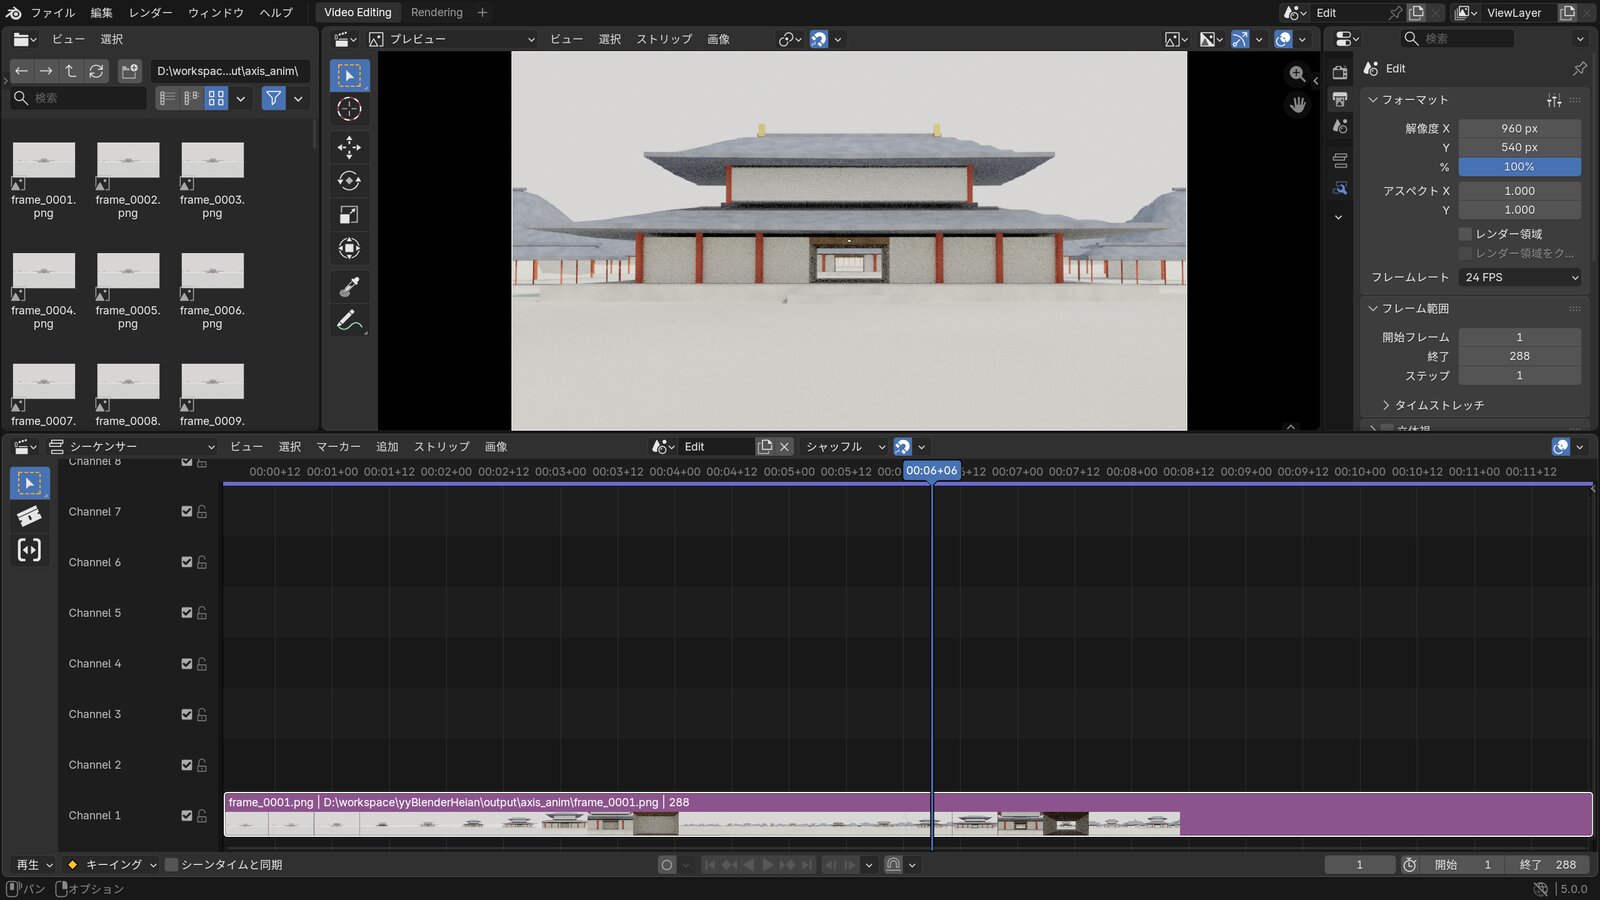 ファイル 編集 レンダー ウィンドウ ヘルプ Video Editing Rendering + Edit ViewLayer
ビュー 選択
D:\workspac...ut\axis_anim\
検索
frame_0001.png
frame_0002.png
frame_0003.png
frame_0004.png
frame_0005.png
frame_0006.png
frame_0007.
frame_0008.
frame_0009.
プレビュー ビュー 選択 ストリップ 画像
検索
Edit
フォーマット
解像度 X 960 px
Y 540 px
% 100%
アスペクト X 1.000
Y 1.000
レンダー領域
レンダー領域をク...
フレームレート 24 FPS
フレーム範囲
開始フレーム 1
終了 288
ステップ 1
タイムストレッチ
シーケンサー ビュー 選択 マーカー 追加 ストリップ 画像 Edit シャッフル
00:00+12 00:01+00 00:01+12 00:02+00 00:02+12 00:03+00 00:03+12 00:04+00 00:04+12 00:05+00 00:05+12 00:0 00:06+06 +12 00:07+00 00:07+12 00:08+00 00:08+12 00:09+00 00:09+12 00:10+00 00:10+12 00:11+00 00:11+12
Channel 8
Channel 7
Channel 6
Channel 5
Channel 4
Channel 3
Channel 2
Channel 1
frame_0001.png | D:\workspace\yyBlenderHeian\output\axis_anim\frame_0001.png | 288
再生 キーイング シーンタイムと同期 1 開始 1 終了 288
パン オプション 5.0.0